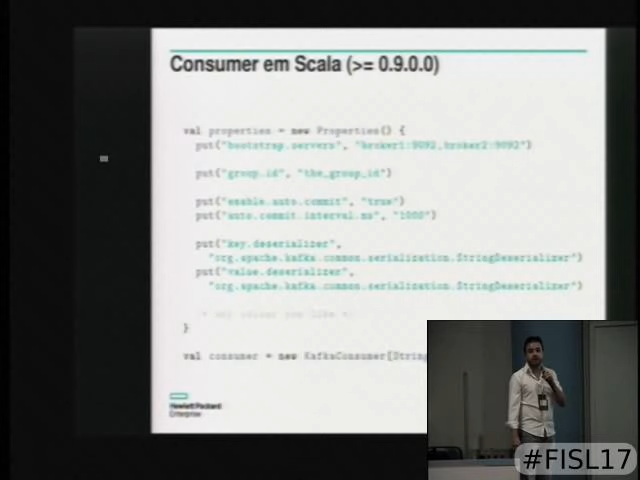 Consumer em Scala (>= 0.9.0.0)
val properties = new Properties() {
put("bootstrap.servers", "broker1:9092,broker2:9092")
put("group.id", "the_group_id")
put("enable.auto.commit", "true")
put("auto.commit.interval.ms", "1000")
put("key.deserializer",
"org.apache.kafka.common.serialization.StringDeserializer")
put("value.deserializer",
"org.apache.kafka.common.serialization.StringDeserializer")
}
val consumer = new KafkaConsumer[String
Hewlett Packard
Enterprise
#FISL17